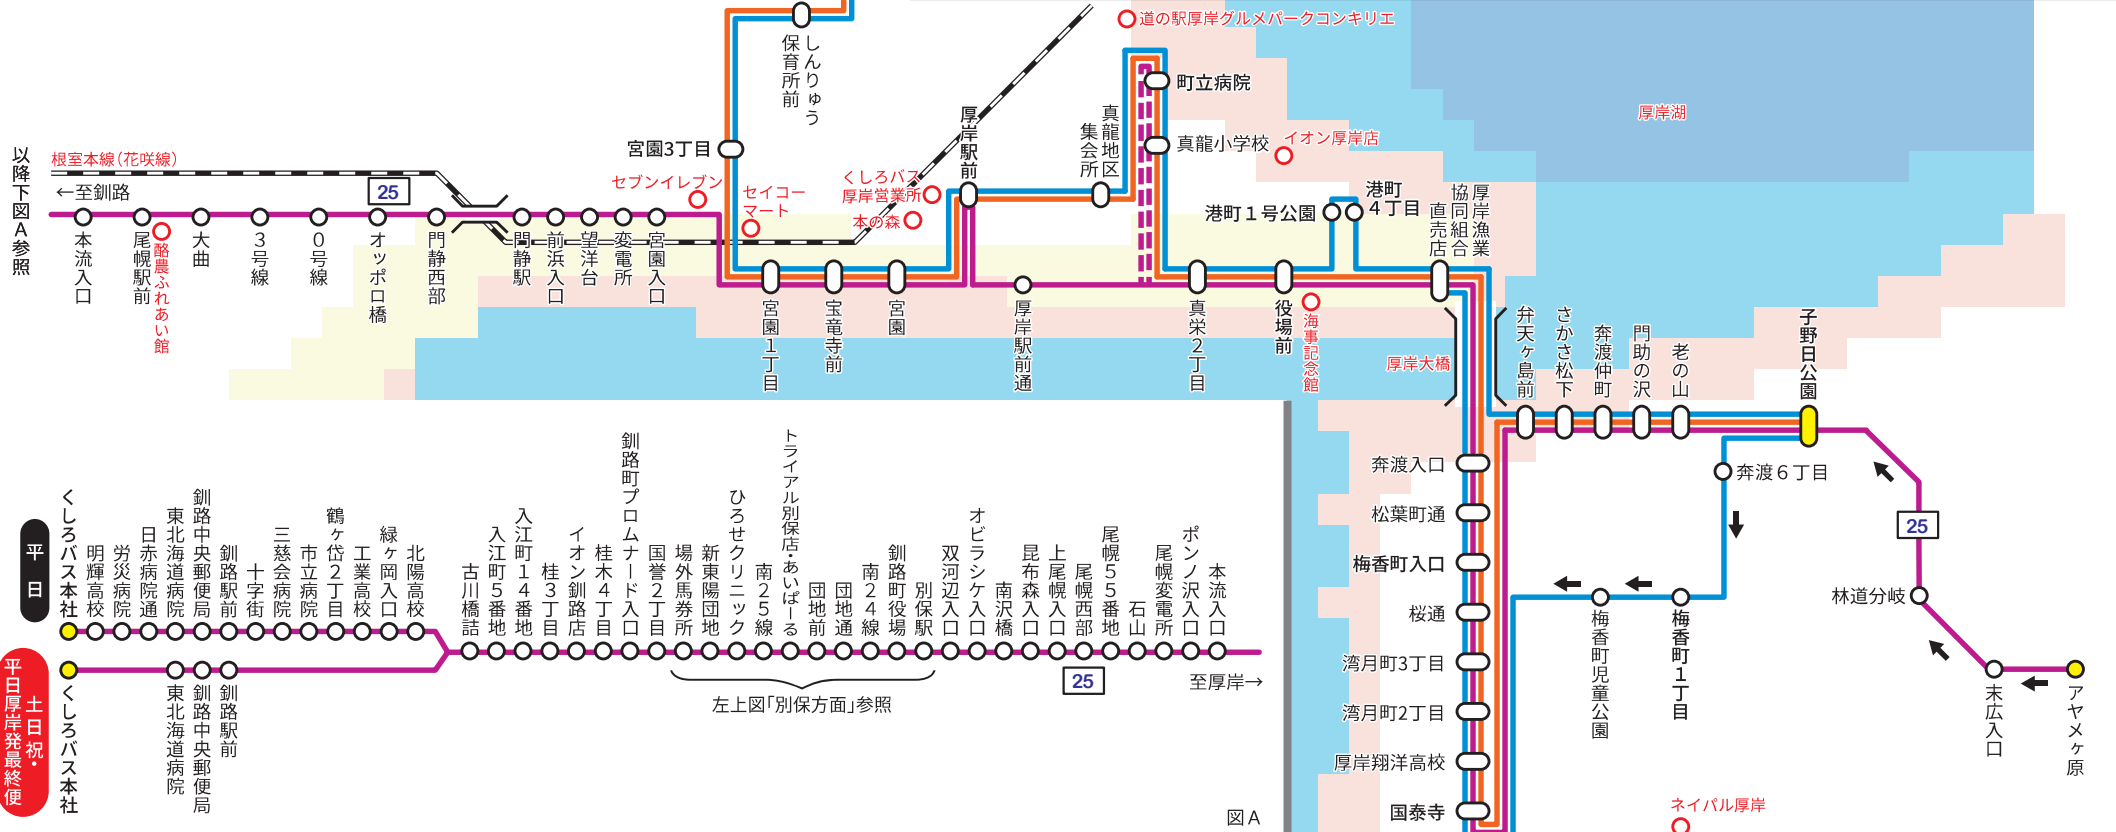 道の駅厚岸グルメパークコンキリエ
しんりゅう
保育所前
町立病院
厚岸湖
宮園3丁目
厚岸駅前
真龍地区
集会所
真龍小学校
イオン厚岸店
以降下図A参照
根室本線(花咲線)
←至釧路
25
セブンイレブン
セイコー
マート
くしろバス
厚岸営業所
本の森
港町1号公園
港町
4丁目
厚岸漁業
協同組合
直売店
本流入口
尾幌駅前
酪農ふれあい館
大曲
3号線
0号線
オッポロ橋
門静西部
門静駅
前浜入口
望洋台
変電所
宮園入口
宮園1丁目
宝竜寺前
宮園
厚岸駅前通
真栄2丁目
役場前
海事記念館
厚岸大橋
弁天ヶ島前
さかさ松下
奔渡仲町
門助の沢
老の山
子野日公園
奔渡6丁目
25
林道分岐
末広入口
アヤメヶ原
梅香町1丁目
梅香町児童公園
奔渡入口
松葉町通
梅香町入口
桜通
湾月町3丁目
湾月町2丁目
厚岸翔洋高校
国泰寺
ネイパル厚岸
平日
くしろバス本社
明輝高校
労災病院
日赤病院通
東北海道病院
釧路中央郵便局
釧路駅前
十字街
三慈会病院
市立病院
鶴ヶ岱2丁目
工業高校
緑ヶ岡入口
北陽高校
古川橋詰
入江町5番地
入江町14番地
桂3丁目
イオン釧路店
桂木4丁目
釧路町プロムナード入口
国誉2丁目
場外馬券所
新東陽団地
ひろせクリニック
南25線
トライアル別保店・あいぱーる
団地前
団地通
南24線
釧路町役場
別保駅
双河辺入口
オビラシケ入口
南沢橋
昆布森入口
上尾幌入口
尾幌西部
尾幌55番地
石山
尾幌変電所
ポンノ沢入口
本流入口
土日祝・
平日厚岸発最終便
くしろバス本社
東北海道病院
釧路中央郵便局
釧路駅前
左上図「別保方面」参照
25
至厚岸→
図A